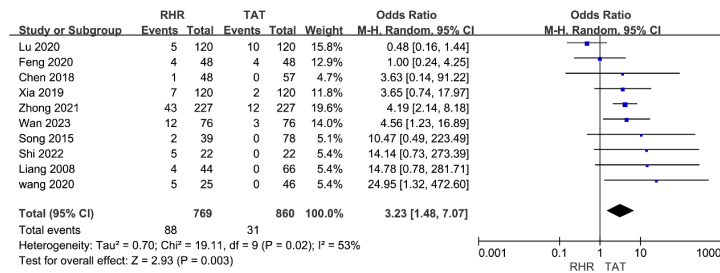 RHR TAT Odds Ratio Odds Ratio
Study or Subgroup Events Total Events Total Weight M-H, Random, 95% CI M-H, Random, 95% CI
Lu 2020 5 120 10 120 15.8% 0.48 [0.16, 1.44]
Feng 2020 4 48 4 48 12.9% 1.00 [0.24, 4.25]
Chen 2018 1 48 0 57 4.7% 3.63 [0.14, 91.22]
Xia 2019 7 120 2 120 11.9% 3.65 [0.74, 17.97]
Zhong 2021 43 227 12 227 19.6% 4.19 [2.14, 8.18]
Wan 2023 12 76 3 76 14.0% 4.56 [1.23, 16.89]
Song 2015 2 39 0 78 5.0% 10.47 [0.49, 223.49]
Shi 2022 5 22 0 22 5.4% 14.14 [0.73, 273.39]
Liang 2008 4 44 0 66 5.4% 14.78 [0.78, 281.71]
wang 2020 5 25 0 46 5.4% 24.95 [1.32, 472.60]
Total (95% CI) 769 860 100.0% 3.23 [1.48, 7.07]
Total events 88 31
Heterogeneity: Tau² = 0.70; Chi² = 19.11, df = 9 (P = 0.02); I² = 53%
Test for overall effect: Z = 2.93 (P = 0.003)
0.001 0.1 1 10 1000
RHR TAT